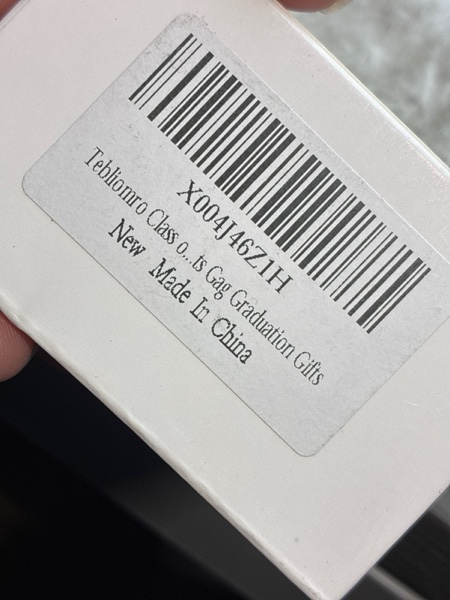 X004J46Z1H
Tebliomro Class o...ts Gag Graduation Gifts
New Made In China